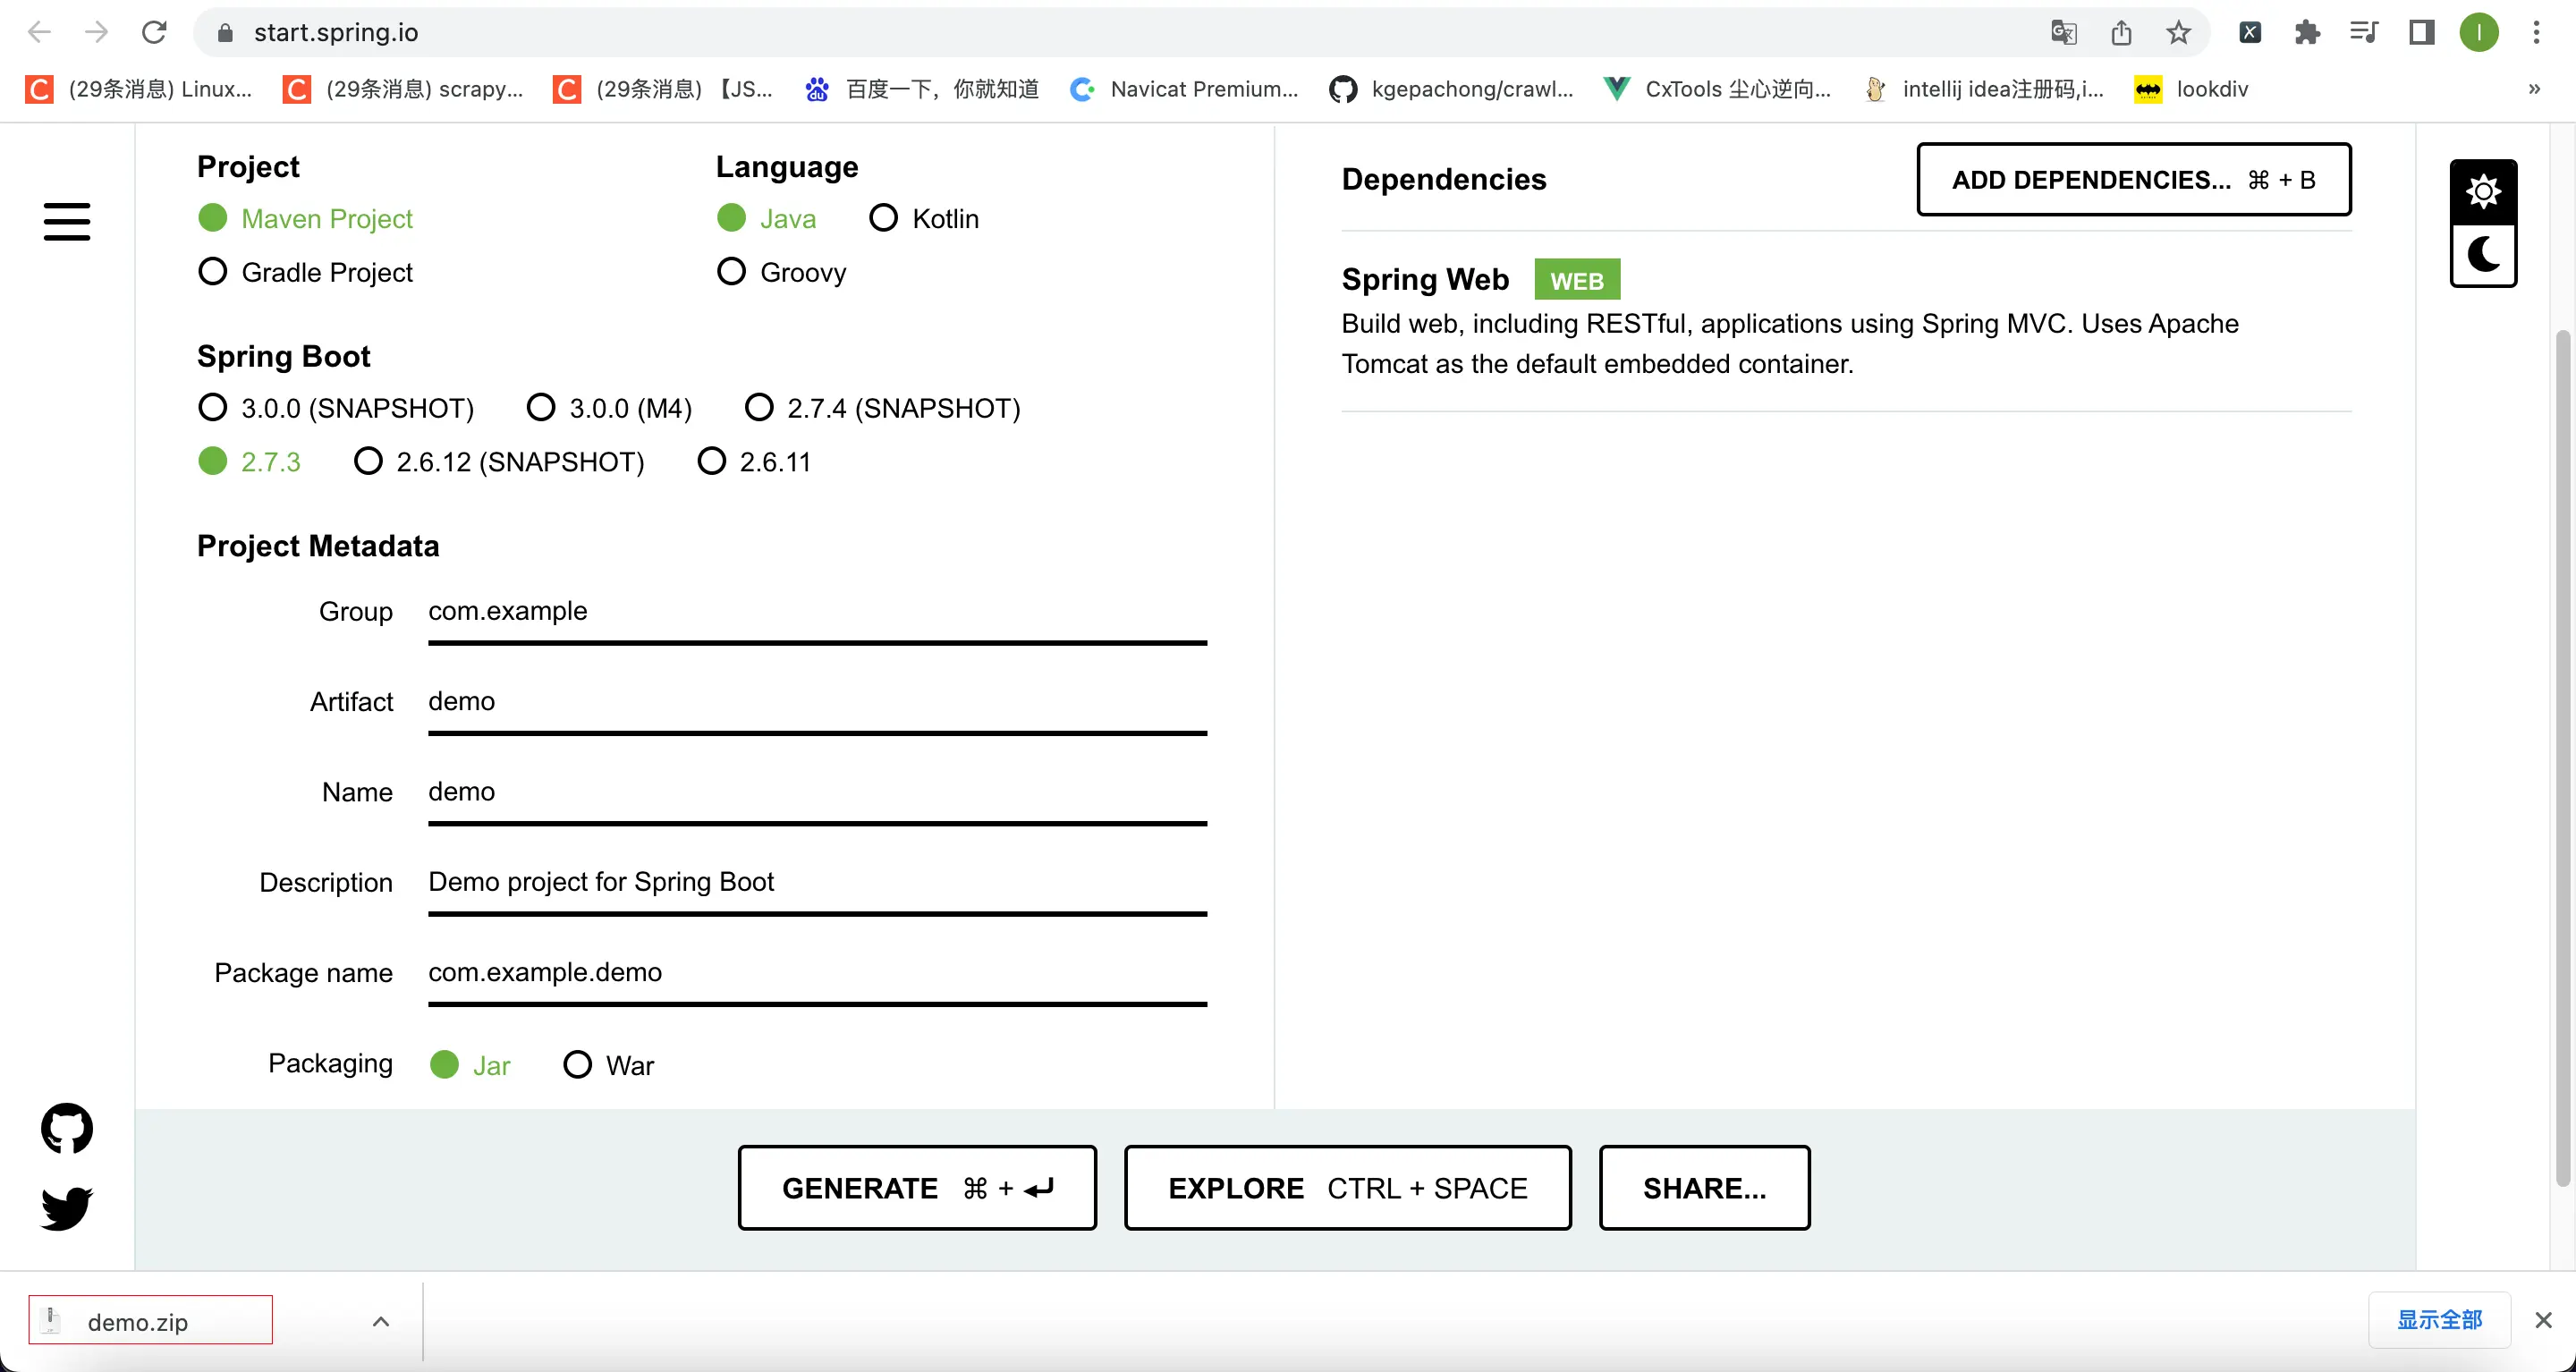 start.spring.io
(29条消息) Linux...
(29条消息) scrapy...
(29条消息) 【JS...
百度一下，你就知道
Navicat Premium...
kgepachong/crawl...
CxTools 尘心逆向...
intellij idea注册码,i...
lookdiv
»
Project
Maven Project
Gradle Project
Language
Java
Kotlin
Groovy
Spring Boot
3.0.0 (SNAPSHOT)
3.0.0 (M4)
2.7.4 (SNAPSHOT)
2.7.3
2.6.12 (SNAPSHOT)
2.6.11
Project Metadata
Group
com.example
Artifact
demo
Name
demo
Description
Demo project for Spring Boot
Package name
com.example.demo
Packaging
Jar
War
Dependencies
ADD DEPENDENCIES... ⌘ + B
Spring Web WEB
Build web, including RESTful, applications using Spring MVC. Uses Apache
Tomcat as the default embedded container.
GENERATE ⌘ + ↵
EXPLORE CTRL + SPACE
SHARE...
demo.zip
显示全部